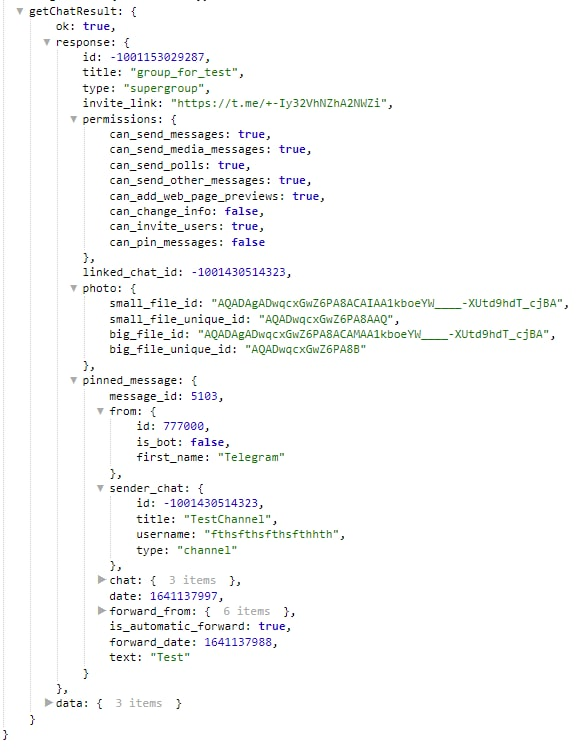 getChatResult: {
ok: true,
response: {
id: -1001153029287,
title: "group_for_test",
type: "supergroup",
invite_link: "https://t.me/+-Iy32VhNZhA2NWZi",
permissions: {
can_send_messages: true,
can_send_media_messages: true,
can_send_polls: true,
can_send_other_messages: true,
can_add_web_page_previews: true,
can_change_info: false,
can_invite_users: true,
can_pin_messages: false
},
linked_chat_id: -1001430514323,
photo: {
small_file_id: "AQADAgADwqcxGwZ6PA8ACAIAA1kboeYW____-XUtd9hdT_cjBA",
small_file_unique_id: "AQADwqcxGwZ6PA8AAQ",
big_file_id: "AQADAgADwqcxGwZ6PA8ACAMAA1kboeYW____-XUtd9hdT_cjBA",
big_file_unique_id: "AQADwqcxGwZ6PA8B"
},
pinned_message: {
message_id: 5103,
from: {
id: 777000,
is_bot: false,
first_name: "Telegram"
},
sender_chat: {
id: -1001430514323,
title: "TestChannel",
username: "fthsfthsfthsfthhth",
type: "channel"
},
chat: { 3 items },
date: 1641137997,
forward_from: { 6 items },
is_automatic_forward: true,
forward_date: 1641137988,
text: "Test"
}
},
data: { 3 items }
}
}